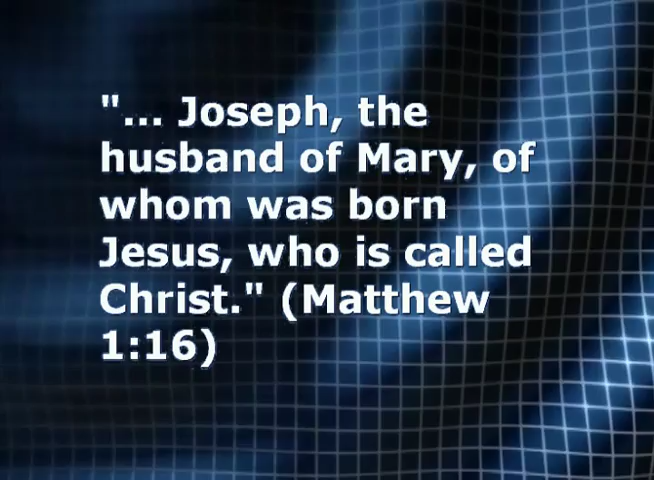 "... Joseph, the
husband of Mary, of
whom was born
Jesus, who is called
Christ." (Matthew
1:16)